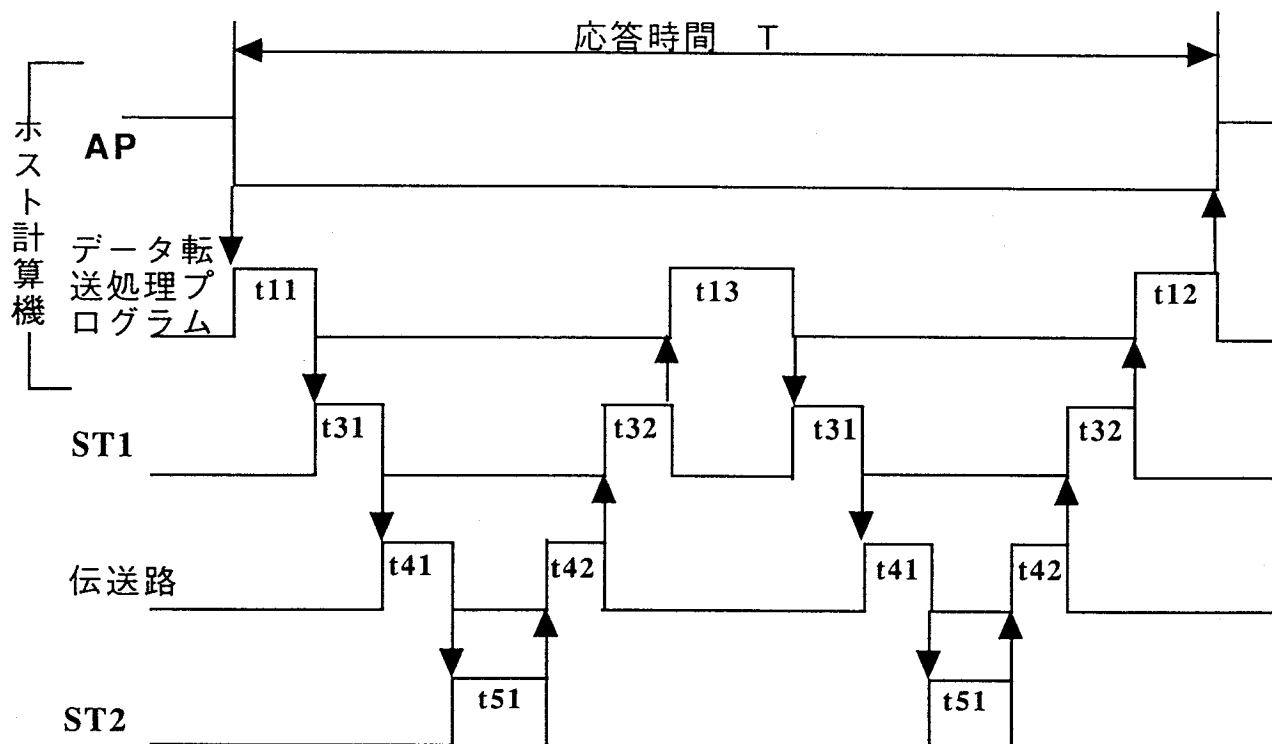 応答時間 T
ホスト計算機
AP
データ転
送処理プ
ログラム
t11
t13
t12
ST1
t31
t32
t31
t32
伝送路
t41
t42
t41
t42
ST2
t51
t51